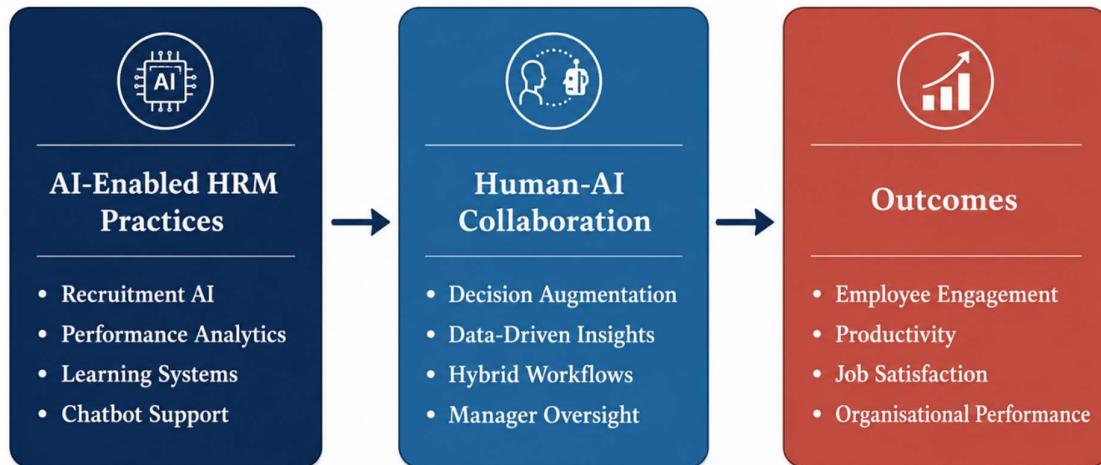 AI
AI-Enabled HRM
Practices
• Recruitment AI
• Performance Analytics
• Learning Systems
• Chatbot Support
Human-AI
Collaboration
• Decision Augmentation
• Data-Driven Insights
• Hybrid Workflows
• Manager Oversight
Outcomes
• Employee Engagement
• Productivity
• Job Satisfaction
• Organisational Performance